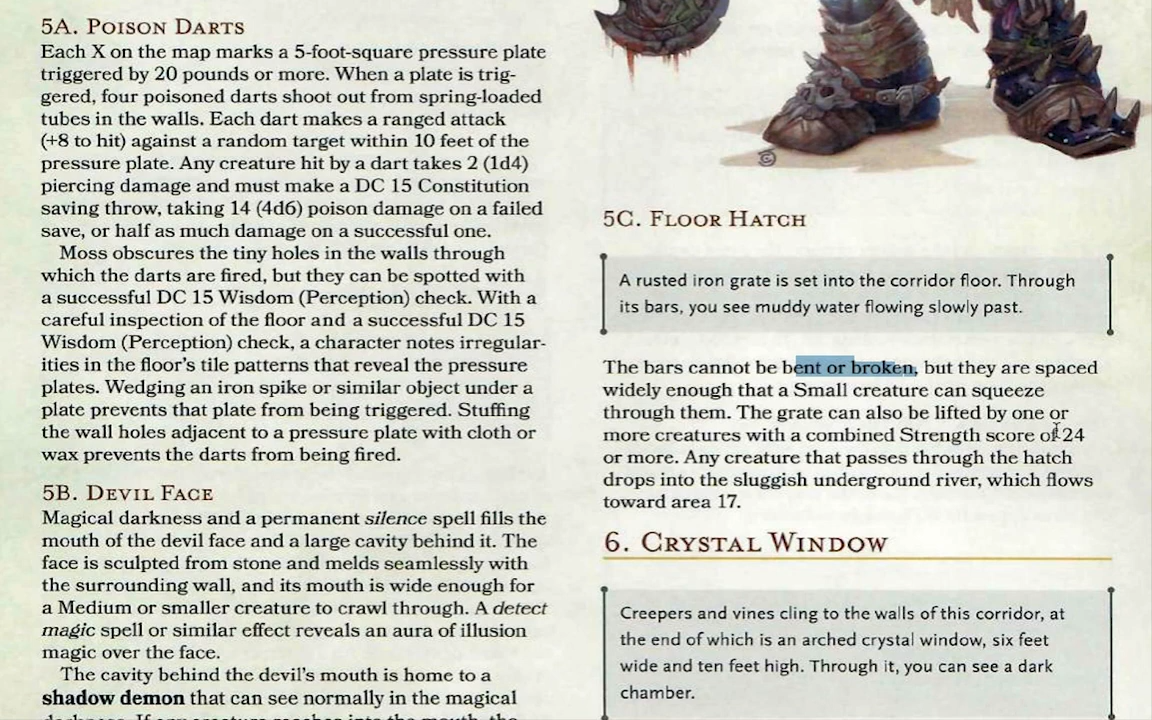 5A. Poison Darts
Each X on the map marks a 5-foot-square pressure plate
triggered by 20 pounds or more. When a plate is trig-
gered, four poisoned darts shoot out from spring-loaded
tubes in the walls. Each dart makes a ranged attack
(+8 to hit) against a random target within 10 feet of the
pressure plate. Any creature hit by a dart takes 2 (1d4)
piercing damage and must make a DC 15 Constitution
saving throw, taking 14 (4d6) poison damage on a failed
save, or half as much damage on a successful one.
Moss obscures the tiny holes in the walls through
which the darts are fired, but they can be spotted with
a successful DC 15 Wisdom (Perception) check. With a
careful inspection of the floor and a successful DC 15
Wisdom (Perception) check, a character notes irregular-
ities in the floor's tile patterns that reveal the pressure
plates. Wedging an iron spike or similar object under a
plate prevents that plate from being triggered. Stuffing
the wall holes adjacent to a pressure plate with cloth or
wax prevents the darts from being fired.
5B. Devil Face
Magical darkness and a permanent silence spell fills the
mouth of the devil face and a large cavity behind it. The
face is sculpted from stone and melds seamlessly with
the surrounding wall, and its mouth is wide enough for
a Medium or smaller creature to crawl through. A detect
magic spell or similar effect reveals an aura of illusion
magic over the face.
The cavity behind the devil's mouth is home to a
shadow demon that can see normally in the magical
darkness. If any creature reaches into the mouth, the
5C. Floor Hatch
A rusted iron grate is set into the corridor floor. Through
its bars, you see muddy water flowing slowly past.
The bars cannot be bent or broken, but they are spaced
widely enough that a Small creature can squeeze
through them. The grate can also be lifted by one or
more creatures with a combined Strength score of 24
or more. Any creature that passes through the hatch
drops into the sluggish underground river, which flows
toward area 17.
6. Crystal Window
Creepers and vines cling to the walls of this corridor, at
the end of which is an arched crystal window, six feet
wide and ten feet high. Through it, you can see a dark
chamber.